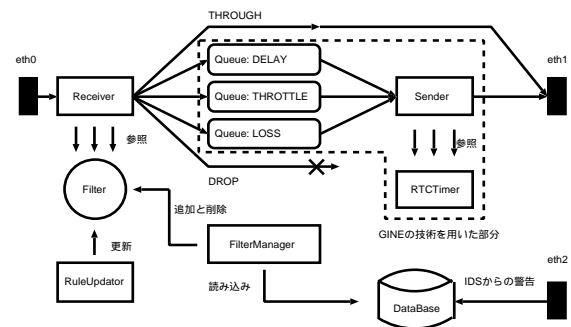 THROUGH
eth0
eth1
Queue: DELAY
Receiver
Queue: THROTTLE
Sender
Queue: LOSS
参照
参照
DROP
Filter
RTCTimer
追加と削除
GINEの技術を用いた部分
更新
FilterManager
eth2
RuleUpdator
読み込み
IDSからの警告
DataBase